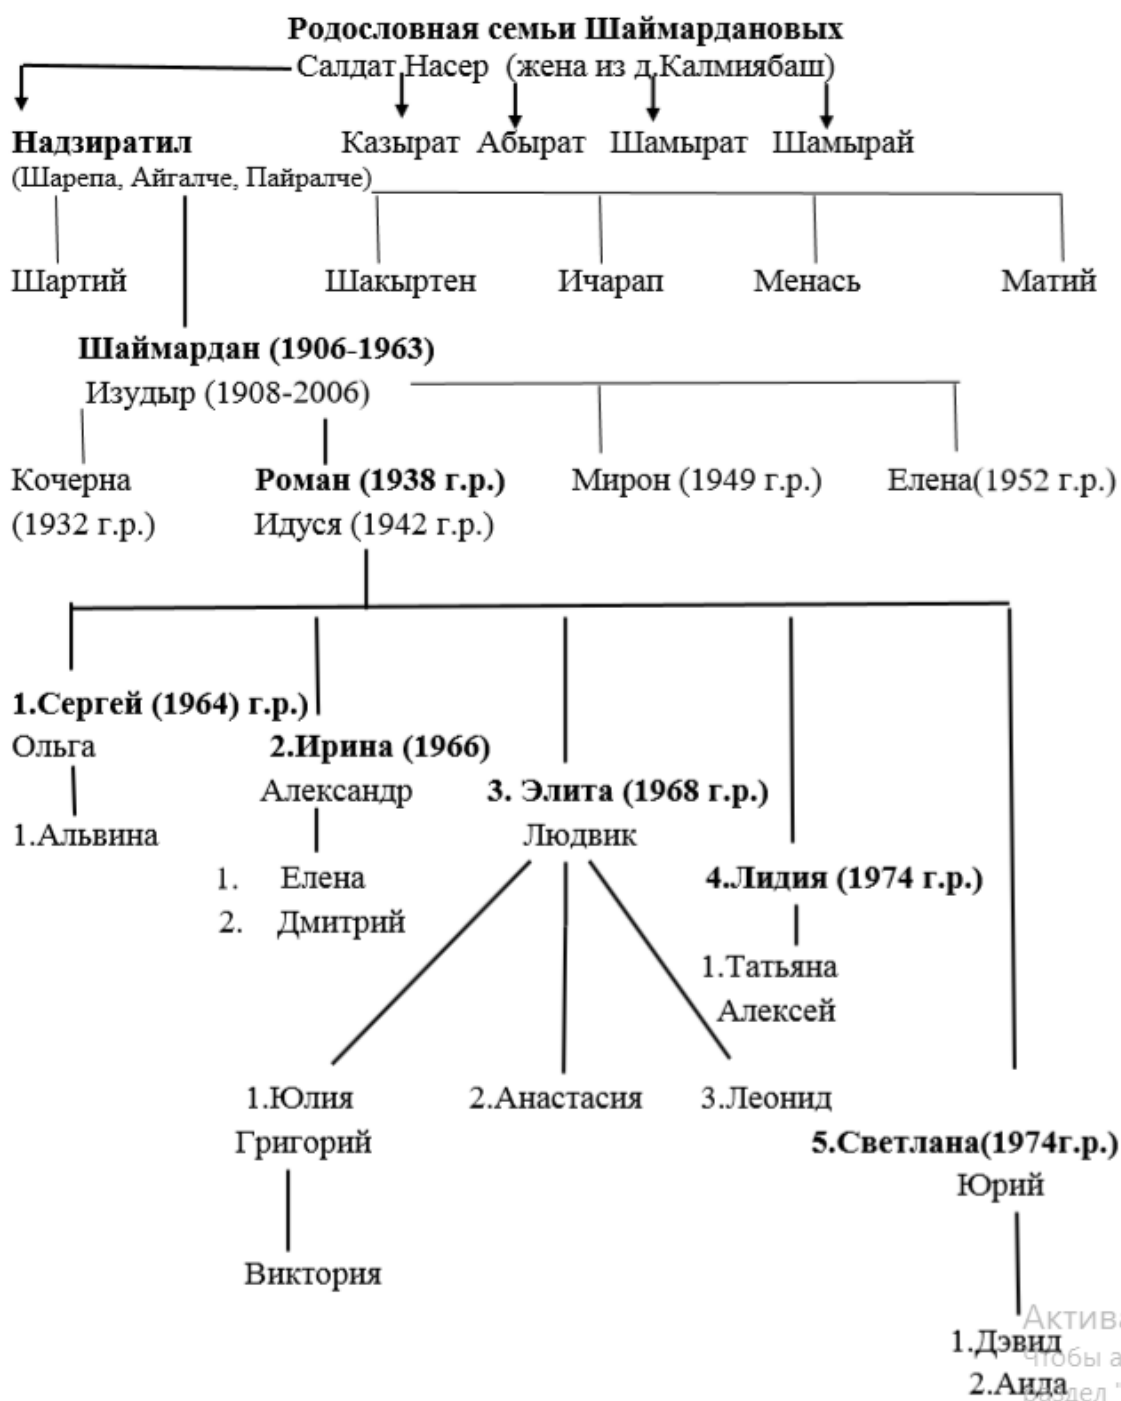 Родословная семьи Шаймардановых
Салдат Насер (жена из д.Калмиябаш)
Надзиратил Казырат Абырат Шамырат Шамырай
(Шарепа, Айгалче, Пайралче)
Шартий Шакыртен Ичарап Менась Матий
Шаймардан (1906-1963)
Изудыр (1908-2006)
Кочерна Роман (1938 г.р.) Мирон (1949 г.р.) Елена(1952 г.р.)
(1932 г.р.) Идуся (1942 г.р.)
1.Сергей (1964) г.р.)
Ольга 2.Ирина (1966)
Александр 3. Элита (1968 г.р.)
1.Альвина Людвик
1. Елена 4.Лидия (1974 г.р.)
2. Дмитрий
1.Татьяна
Алексей
1.Юлия 2.Анастасия 3.Леонид
Григорий 5.Светлана(1974г.р.)
Юрий
Виктория
Актива
1.Дэвид
Чтобы а
2.Аида
раздел "